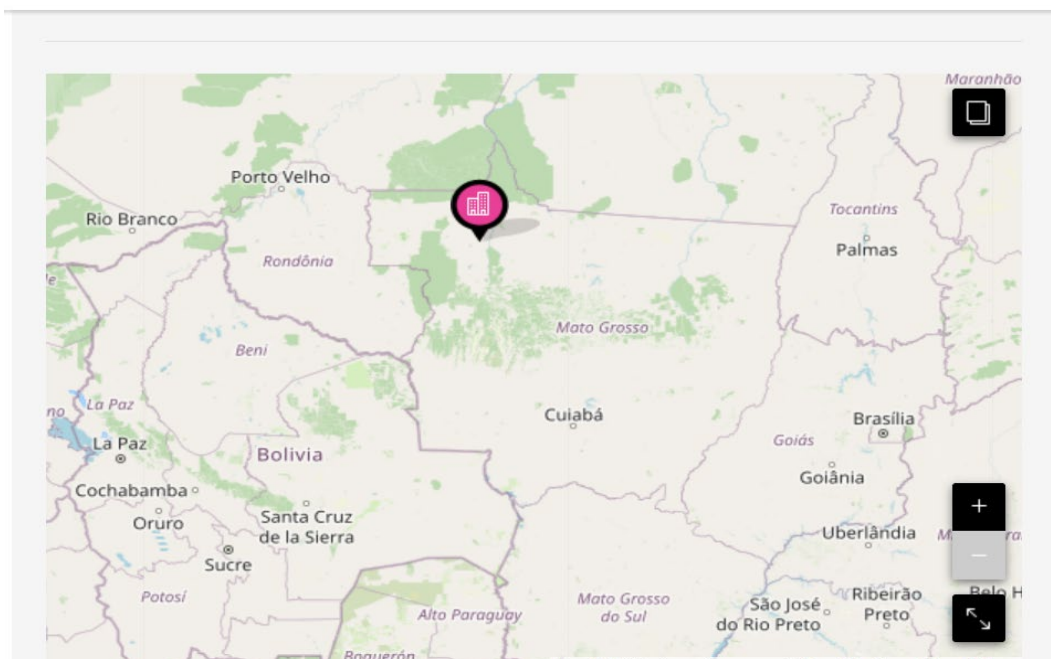 Maranhão
Porto Velho
Rio Branco
Tocantins
Palmas
Rondônia
Mato Grosso
Beni
La Paz
Cuiabá
Brasília
Goiás
La Paz
Bolivia
Goiânia
Cochabamba
Oruro
Santa Cruz
de la Sierra
Uberlândia
Sucre
Potosí
Mato Grosso
do Sul
Alto Paraguay
São José
do Rio Preto
Ribeirão
Preto
Belo H
Boquerón
+
−